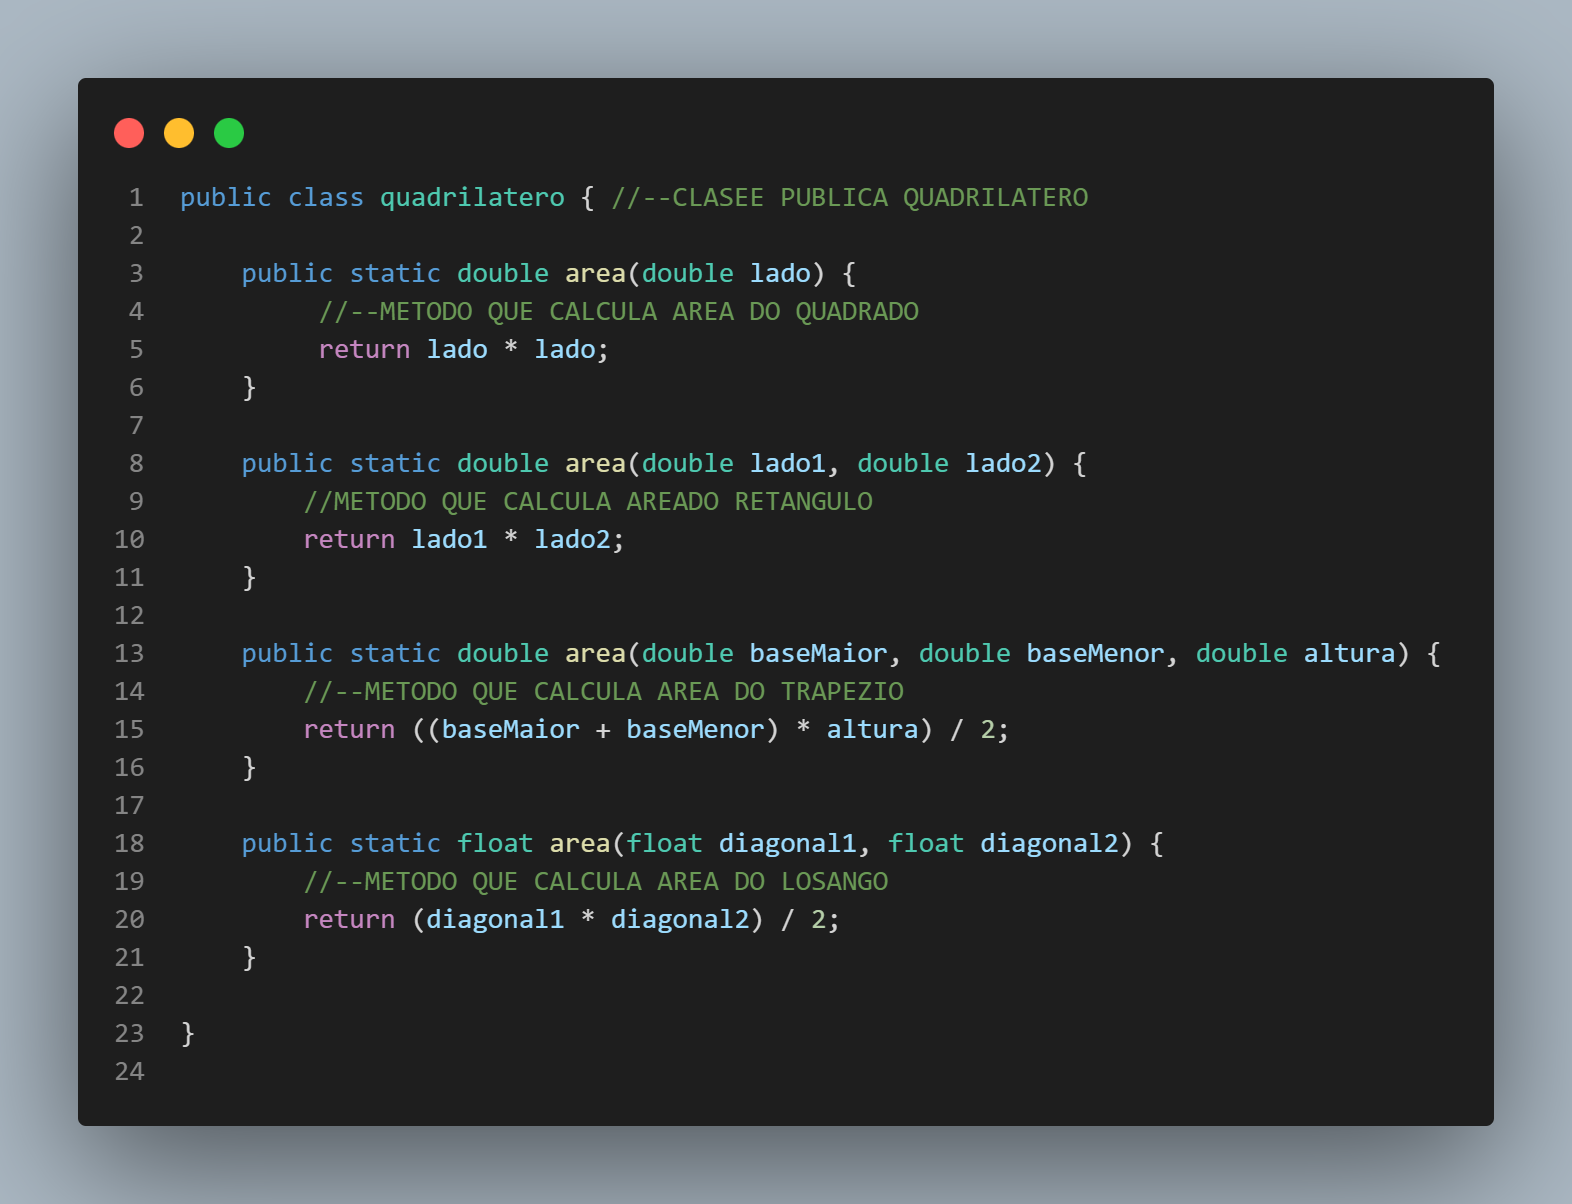 1 public class quadrilatero { //--CLASEE PUBLICA QUADRILATERO
2
3 public static double area(double lado) {
4 //--METODO QUE CALCULA AREA DO QUADRADO
5 return lado * lado;
6 }
7
8 public static double area(double lado1, double lado2) {
9 //METODO QUE CALCULA AREADO RETANGULO
10 return lado1 * lado2;
11 }
12
13 public static double area(double baseMaior, double baseMenor, double altura) {
14 //--METODO QUE CALCULA AREA DO TRAPEZIO
15 return ((baseMaior + baseMenor) * altura) / 2;
16 }
17
18 public static float area(float diagonal1, float diagonal2) {
19 //--METODO QUE CALCULA AREA DO LOSANGO
20 return (diagonal1 * diagonal2) / 2;
21 }
22
23 }
24